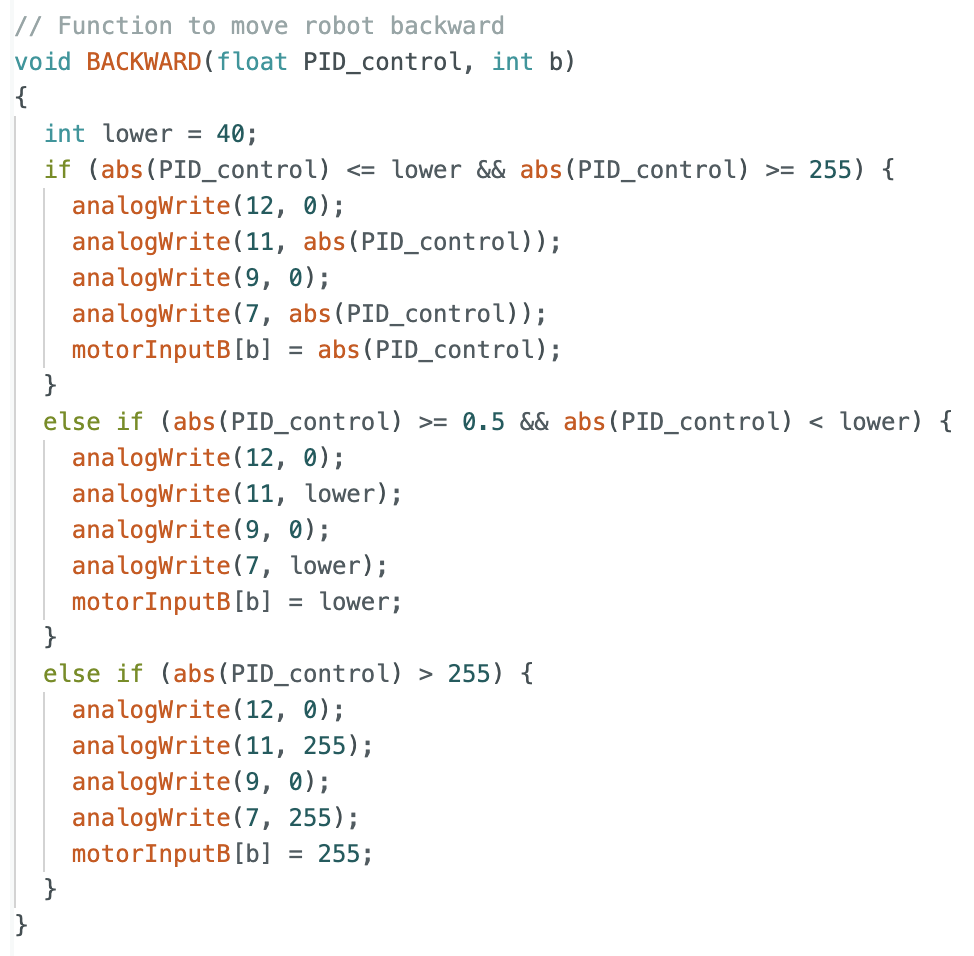 // Function to move robot backward
void BACKWARD(float PID_control, int b)
{
  int lower = 40;
  if (abs(PID_control) <= lower && abs(PID_control) >= 255) {
    analogWrite(12, 0);
    analogWrite(11, abs(PID_control));
    analogWrite(9, 0);
    analogWrite(7, abs(PID_control));
    motorInputB[b] = abs(PID_control);
  }
  else if (abs(PID_control) >= 0.5 && abs(PID_control) < lower) {
    analogWrite(12, 0);
    analogWrite(11, lower);
    analogWrite(9, 0);
    analogWrite(7, lower);
    motorInputB[b] = lower;
  }
  else if (abs(PID_control) > 255) {
    analogWrite(12, 0);
    analogWrite(11, 255);
    analogWrite(9, 0);
    analogWrite(7, 255);
    motorInputB[b] = 255;
  }
}